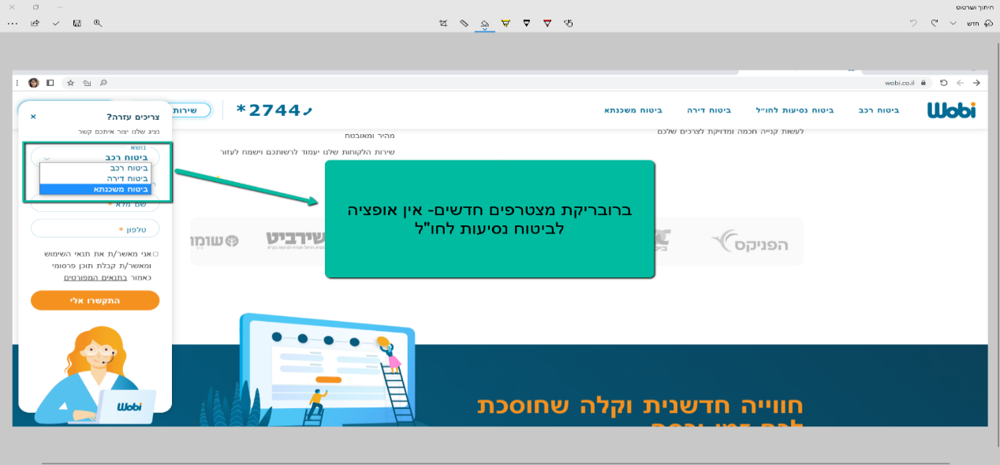 חיתוך ושרטוט
חדש
wobi.co.il
Wobi
ביטוח רכב
ביטוח נסיעות לחו״ל
ביטוח דירה
ביטוח משכנתא
*2744
שירות
לעשות קנייה חכמה ומדויקת לצרכים שלכם
מהיר ומאובטח
שירות הלקוחות שלנו יעמוד לרשותכם וישמח לעזור
צריכים עזרה?
נציג שלנו יצור איתכם קשר
נושא
ביטוח רכב
ביטוח רכב
ביטוח דירה
ביטוח משכנתא
שם מלא *
טלפון *
אני מאשר/ת את תנאי השימוש
ומאשר/ת קבלת תוכן פרסומי
כאמור בתנאים המפורטים
התקשרו אלי
Wobi
ברובריקת מצטרפים חדשים- אין אופציה
לביטוח נסיעות לחו"ל
הפניקס
שירביט
שומ
חווייה חדשנית וקלה שחוסכת
לכם זמן וכסף